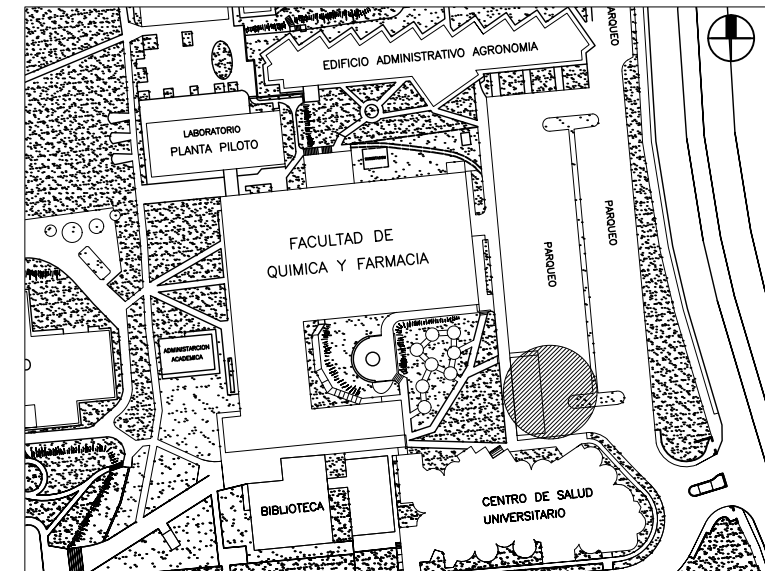 EDIFICIO ADMINISTRATIVO AGRONOMIA
PARQUEO
LABORATORIO
PLANTA PILOTO
FACULTAD DE
QUIMICA Y FARMACIA
PARQUEO
PARQUEO
ADMINISTARCION
ACADEMICA
BIBLIOTECA
CENTRO DE SALUD
UNIVERSITARIO